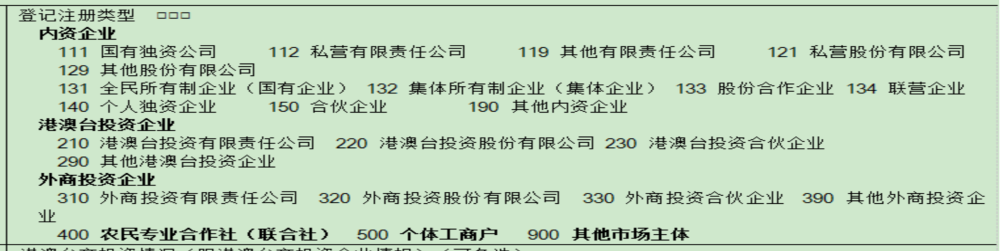 登记注册类型 □□□
内资企业
111 国有独资公司 112 私营有限责任公司 119 其他有限责任公司 121 私营股份有限公司
129 其他股份有限公司
131 全民所有制企业（国有企业） 132 集体所有制企业（集体企业） 133 股份合作企业 134 联营企业
140 个人独资企业 150 合伙企业 190 其他内资企业
港澳台投资企业
210 港澳台投资有限责任公司 220 港澳台投资股份有限公司 230 港澳台投资合伙企业
290 其他港澳台投资企业
外商投资企业
310 外商投资有限责任公司 320 外商投资股份有限公司 330 外商投资合伙企业 390 其他外商投资企
业
400 农民专业合作社（联合社） 500 个体工商户 900 其他市场主体